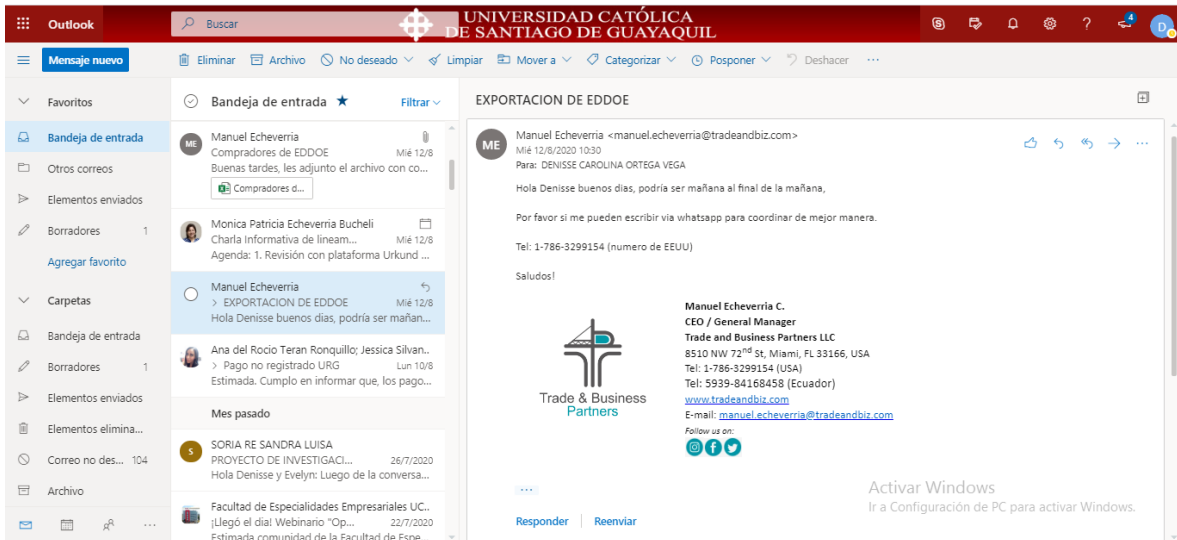 Outlook
Buscar
UNIVERSIDAD CATÓLICA
DE SANTIAGO DE GUAYAQUIL
4
D
Mensaje nuevo
Eliminar
Archivo
No deseado
Limpiar
Mover a
Categorizar
Posponer
Deshacer
Favoritos
Bandeja de entrada
Otros correos
Elementos enviados
Borradores 1
Agregar favorito
Carpetas
Bandeja de entrada
Borradores 1
Elementos enviados
Elementos elimina...
Correo no des... 104
Archivo
Bandeja de entrada
Filtrar
ME
Manuel Echeverria
Compradores de EDDOE Mié 12/8
Buenas tardes, les adjunto el archivo con co...
Compradores d...
Monica Patricia Echeverria Bucheli
Charla Informativa de lineam... Mié 12/8
Agenda: 1. Revisión con plataforma Urkund ...
Manuel Echeverria
> EXPORTACION DE EDDOE Mié 12/8
Hola Denisse buenos dias, podría ser mañan...
Ana del Rocio Teran Ronquillo; Jessica Silvan..
> Pago no registrado URG Lun 10/8
Estimada. Cumplo en informar que, los pago...
Mes pasado
S
SORIA RE SANDRA LUISA
PROYECTO DE INVESTIGACI... 26/7/2020
Hola Denisse y Evelyn: Luego de la conversa...
Facultad de Especialidades Empresariales UC..
¡Llegó el dia! Webinario "Op... 22/7/2020
Estimada comunidad de la Facultad de Espe...
EXPORTACION DE EDDOE
ME
Manuel Echeverria <manuel.echeverria@tradeandbiz.com>
Mié 12/8/2020 10:30
Para: DENISSE CAROLINA ORTEGA VEGA
Hola Denisse buenos dias, podría ser mañana al final de la mañana,
Por favor si me pueden escribir via whatsapp para coordinar de mejor manera.
Tel: 1-786-3299154 (numero de EEUU)
Saludos!
Trade & Business
Partners
Manuel Echeverria C.
CEO / General Manager
Trade and Business Partners LLC
8510 NW 72nd St, Miami, FL 33166, USA
Tel: 1-786-3299154 (USA)
Tel: 5939-84168458 (Ecuador)
www.tradeandbiz.com
E-mail: manuel.echeverria@tradeandbiz.com
Follow us on:
...
Responder
Reenviar
Activar Windows
Ir a Configuración de PC para activar Windows.